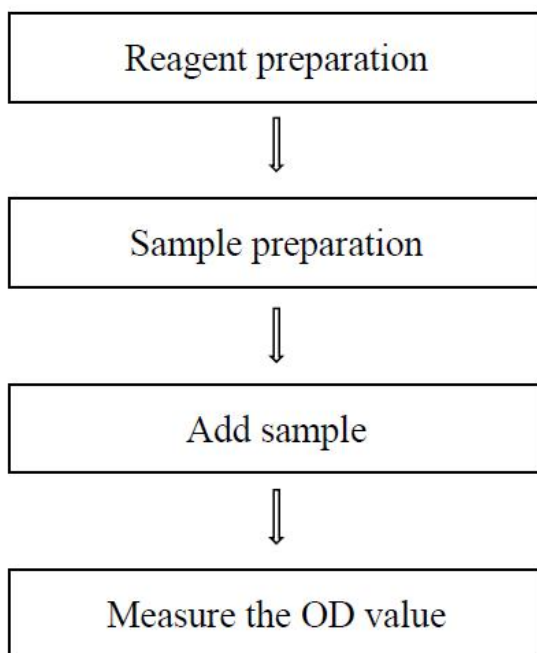 Reagent preparation
Sample preparation
Add sample
Measure the OD value